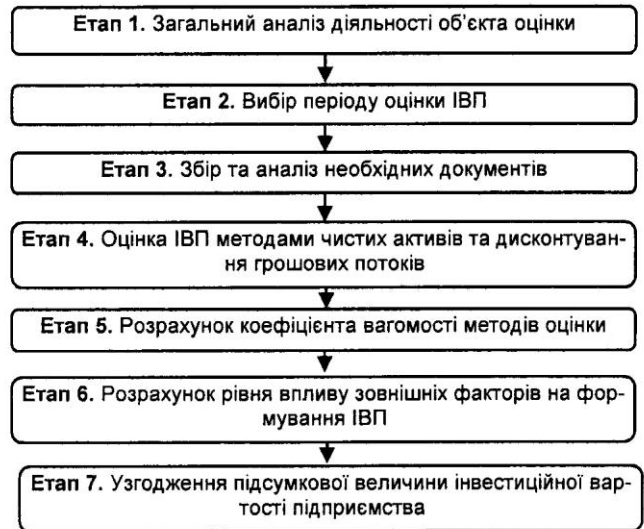 Етап 1. Загальний аналіз діяльності об'єкта оцінки
Етап 2. Вибір періоду оцінки ІВП
Етап 3. Збір та аналіз необхідних документів
Етап 4. Оцінка ІВП методами чистих активів та дисконтуван-
ня грошових потоків
Етап 5. Розрахунок коефіцієнта вагомості методів оцінки
Етап 6. Розрахунок рівня впливу зовнішніх факторів на фор-
мування ІВП
Етап 7. Узгодження підсумкової величини інвестиційної вар-
тості підприємства